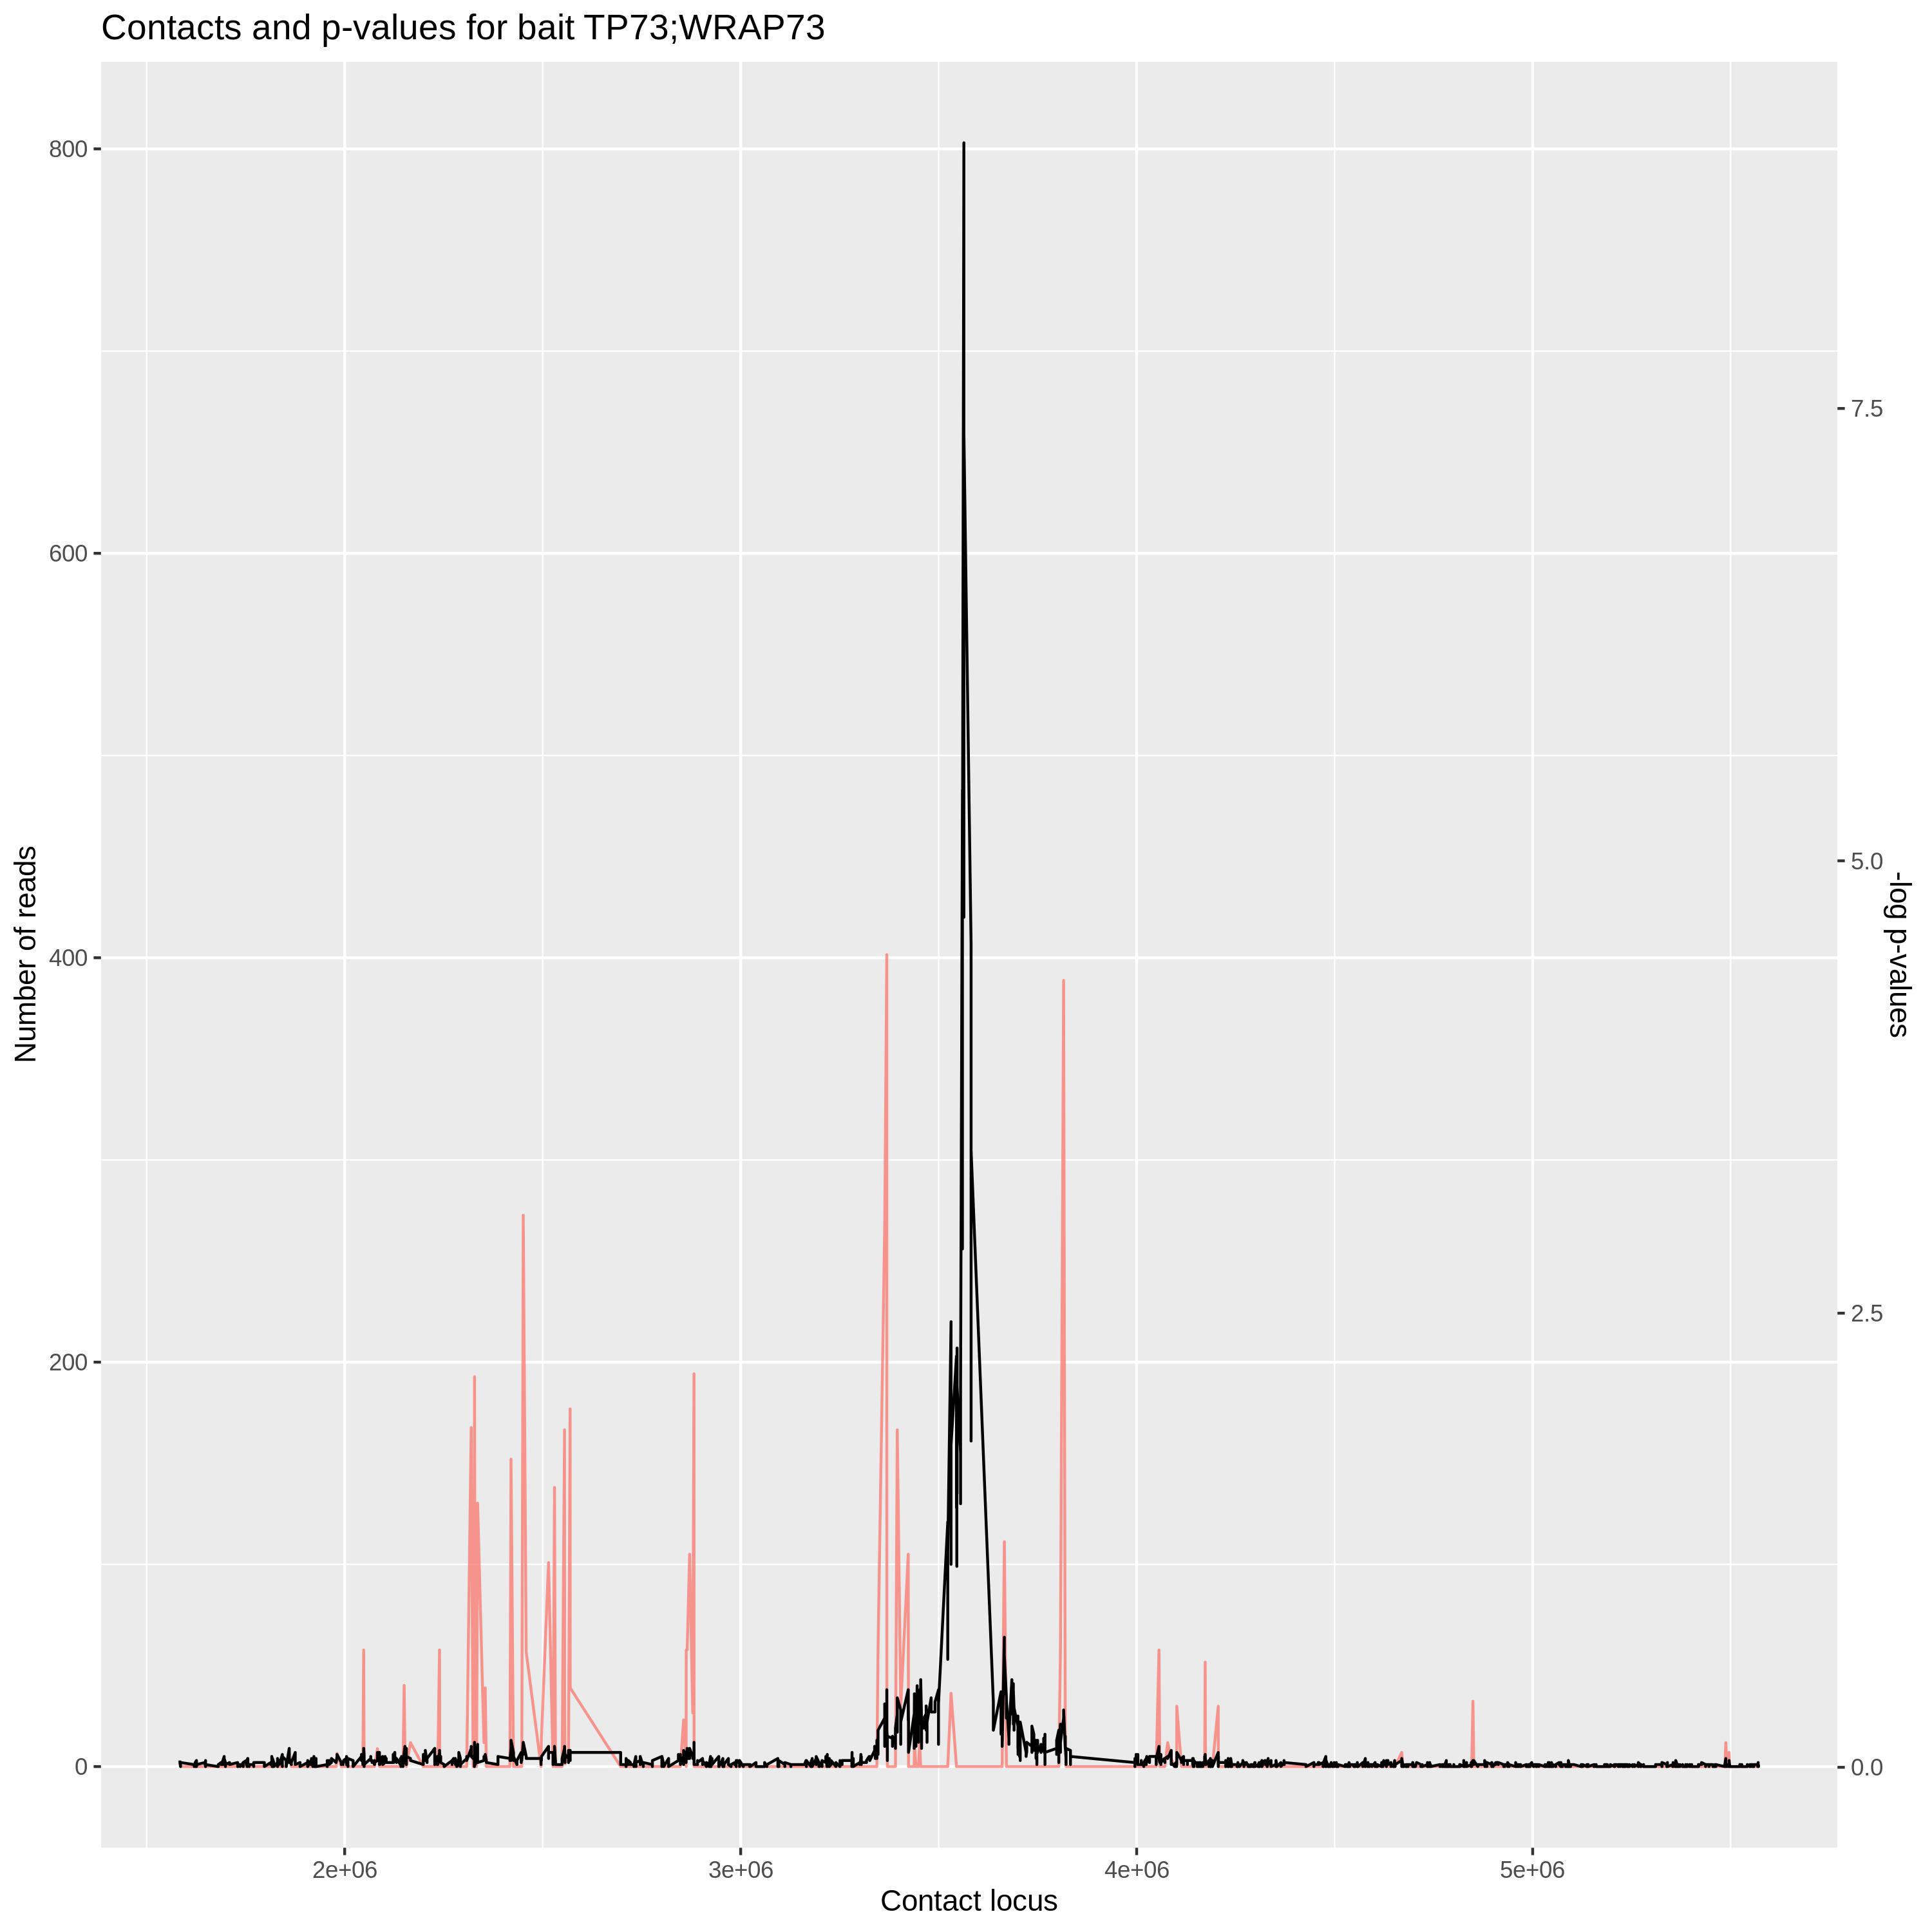 Contacts and p-values for bait TP73;WRAP73
800
600
400
200
0
Number of reads
7.5
5.0
2.5
0.0
-log p-values
2e+06
3e+06
4e+06
5e+06
Contact locus